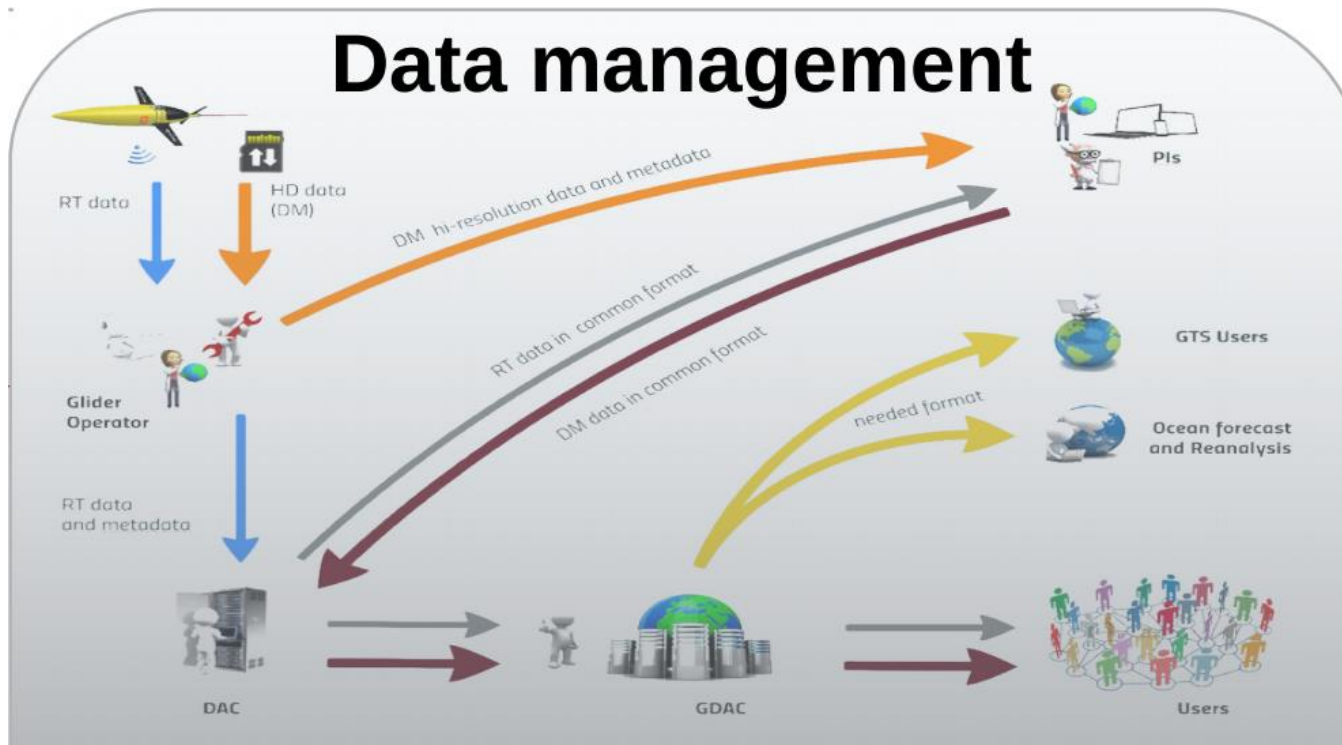 Data management
RT data
HD data
(DM)
DM hi-resolution data and metadata
PIs
RT data in common format
DM data in common format
GTS Users
needed format
Glider
Operator
Ocean forecast
and Reanalysis
RT data
and metadata
DAC
GDAC
Users